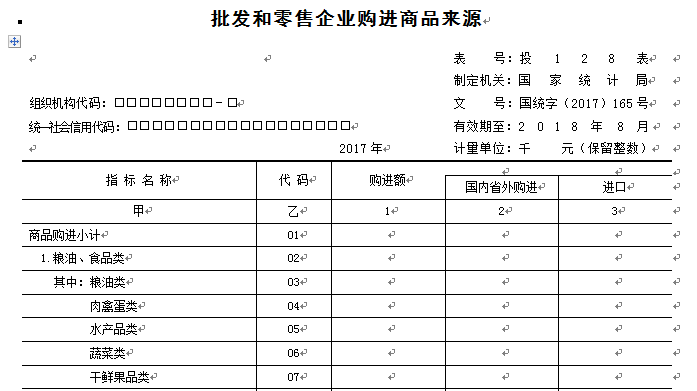 批发和零售企业购进商品来源
表 号：投 1 2 8 表
制定机关：国 家 统 计 局
组织机构代码：□□□□□□□□-□
文 号：国统字（2017）165号
统一社会信用代码：□□□□□□□□□□□□□□□□□□
有效期至：2 0 1 8 年 8 月
2017 年
计量单位：千 元（保留整数）
指 标 名 称 代 码 购进额
国内省外购进 进口
甲 乙 1 2 3
商品购进小计 01
1.粮油、食品类 02
其中：粮油类 03
肉禽蛋类 04
水产品类 05
蔬菜类 06
干鲜果品类 07